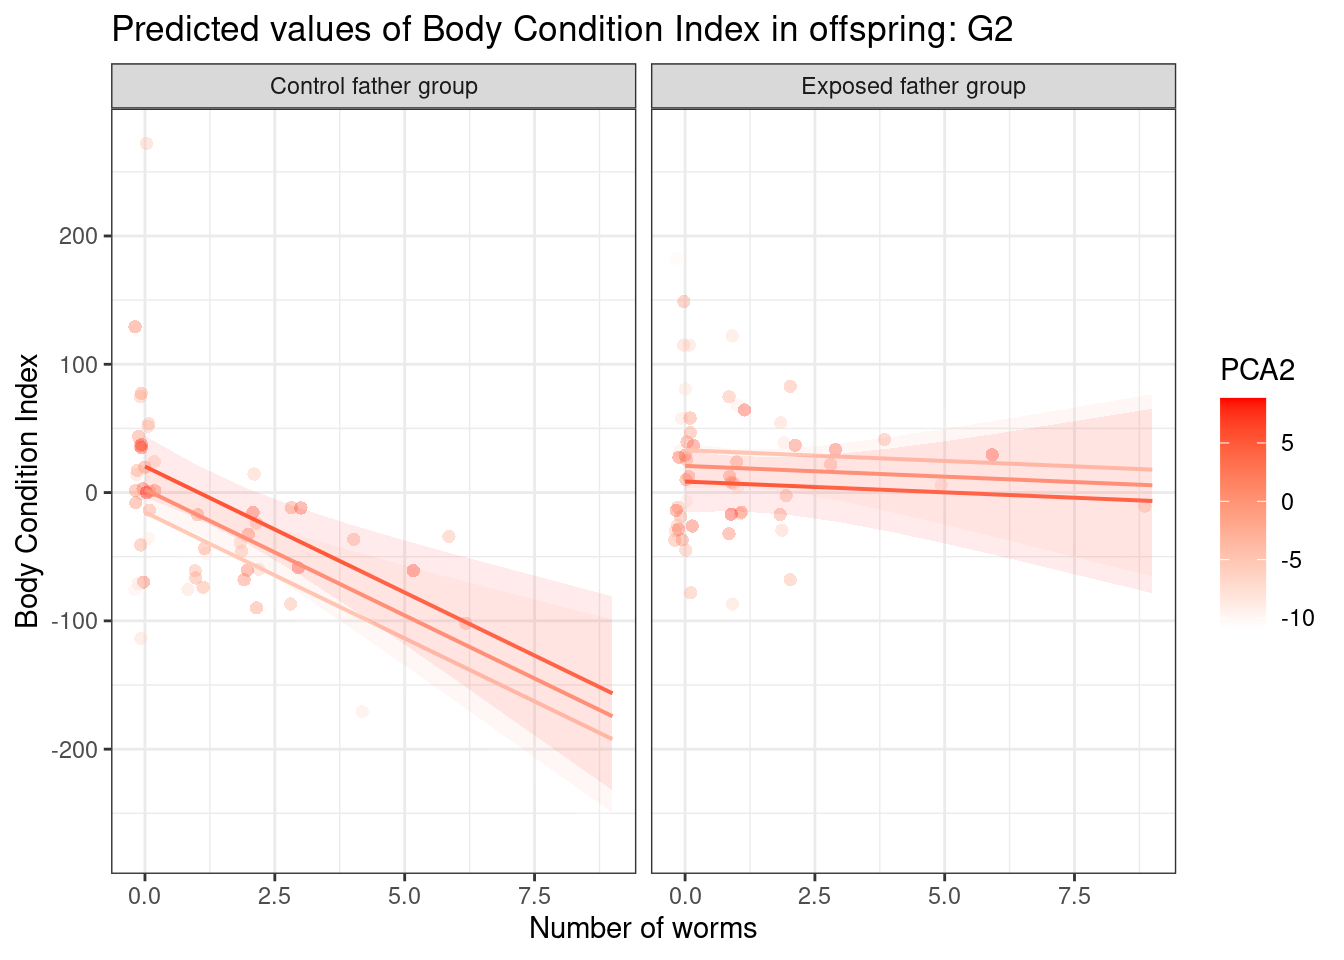 Predicted values of Body Condition Index in offspring: G2
Control father group
Exposed father group
Body Condition Index
200
100
0
-100
-200
0.0
2.5
5.0
7.5
0.0
2.5
5.0
7.5
Number of worms
PCA2
5
0
-5
-10